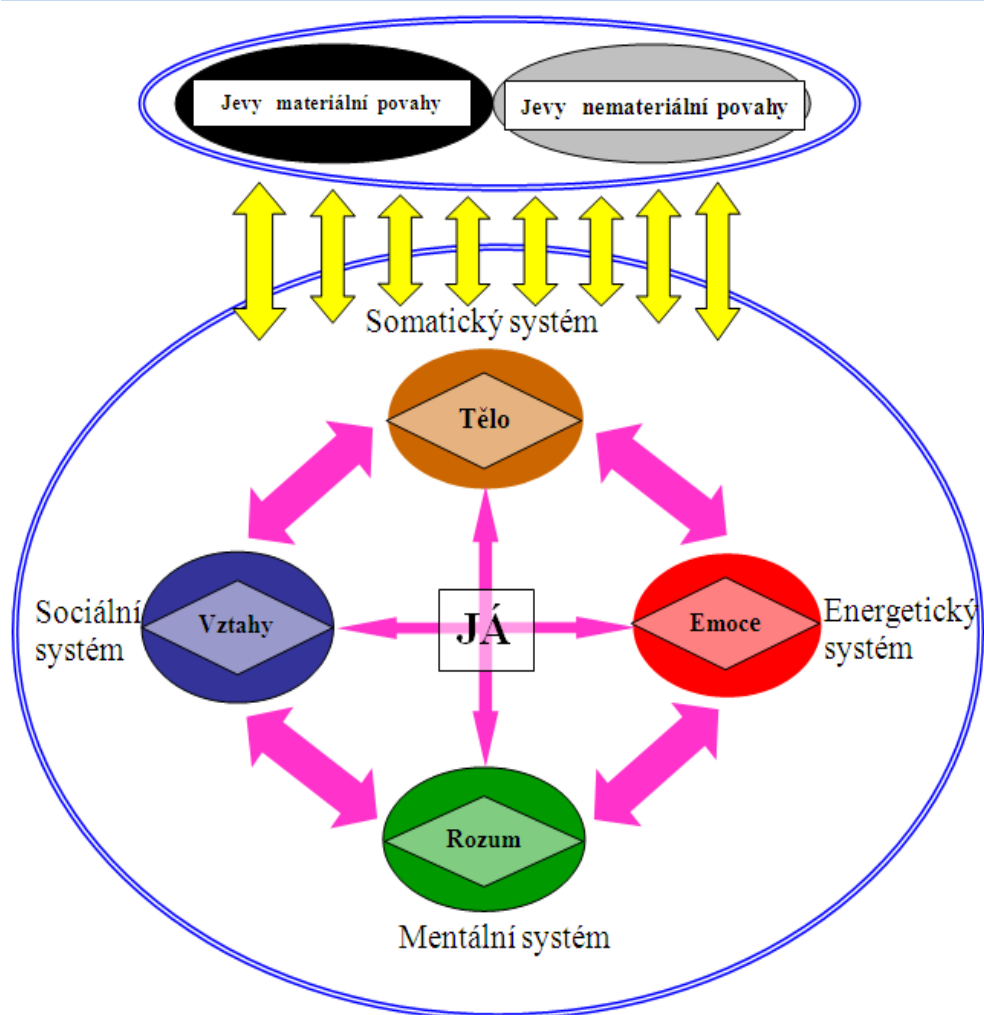 Jevy materiální povahy
Jevy nemateriální povahy
Somatický systém
Tělo
Sociální
systém
Vztahy
JÁ
Emoce
Energetický
systém
Rozum
Mentální systém